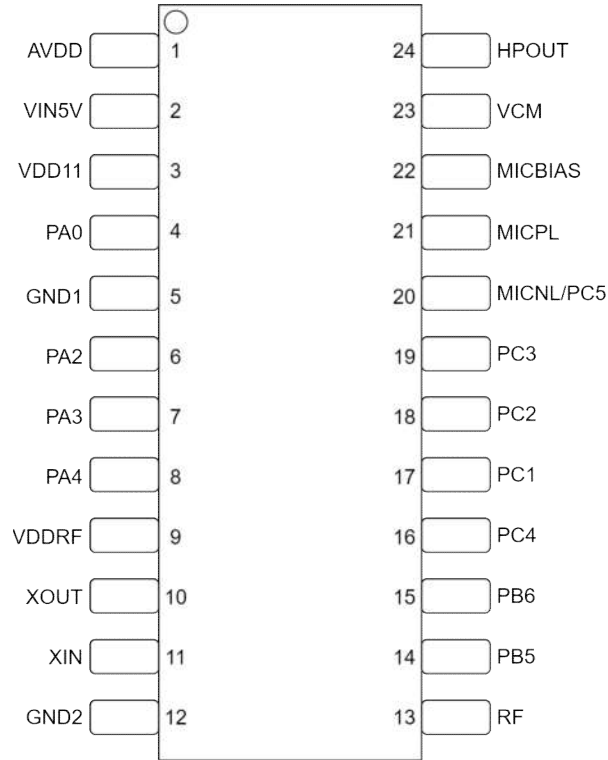 AVDD 1 24 HPOUT
VIN5V 2 23 VCM
VDD11 3 22 MICBIAS
PA0 4 21 MICPL
GND1 5 20 MICNL/PC5
PA2 6 19 PC3
PA3 7 18 PC2
PA4 8 17 PC1
VDDRF 9 16 PC4
XOUT 10 15 PB6
XIN 11 14 PB5
GND2 12 13 RF